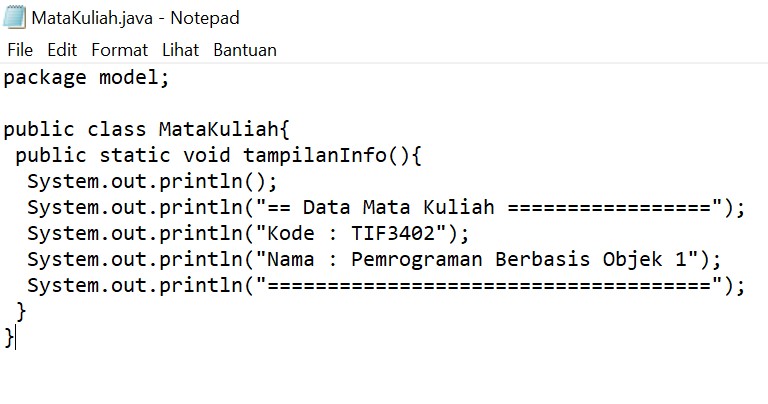 MataKuliah.java - Notepad
File Edit Format Lihat Bantuan
package model;

public class MataKuliah{
 public static void tampilanInfo(){
  System.out.println();
  System.out.println("== Data Mata Kuliah =================");
  System.out.println("Kode : TIF3402");
  System.out.println("Nama : Pemrograman Berbasis Objek 1");
  System.out.println("=====================================");
 }
}